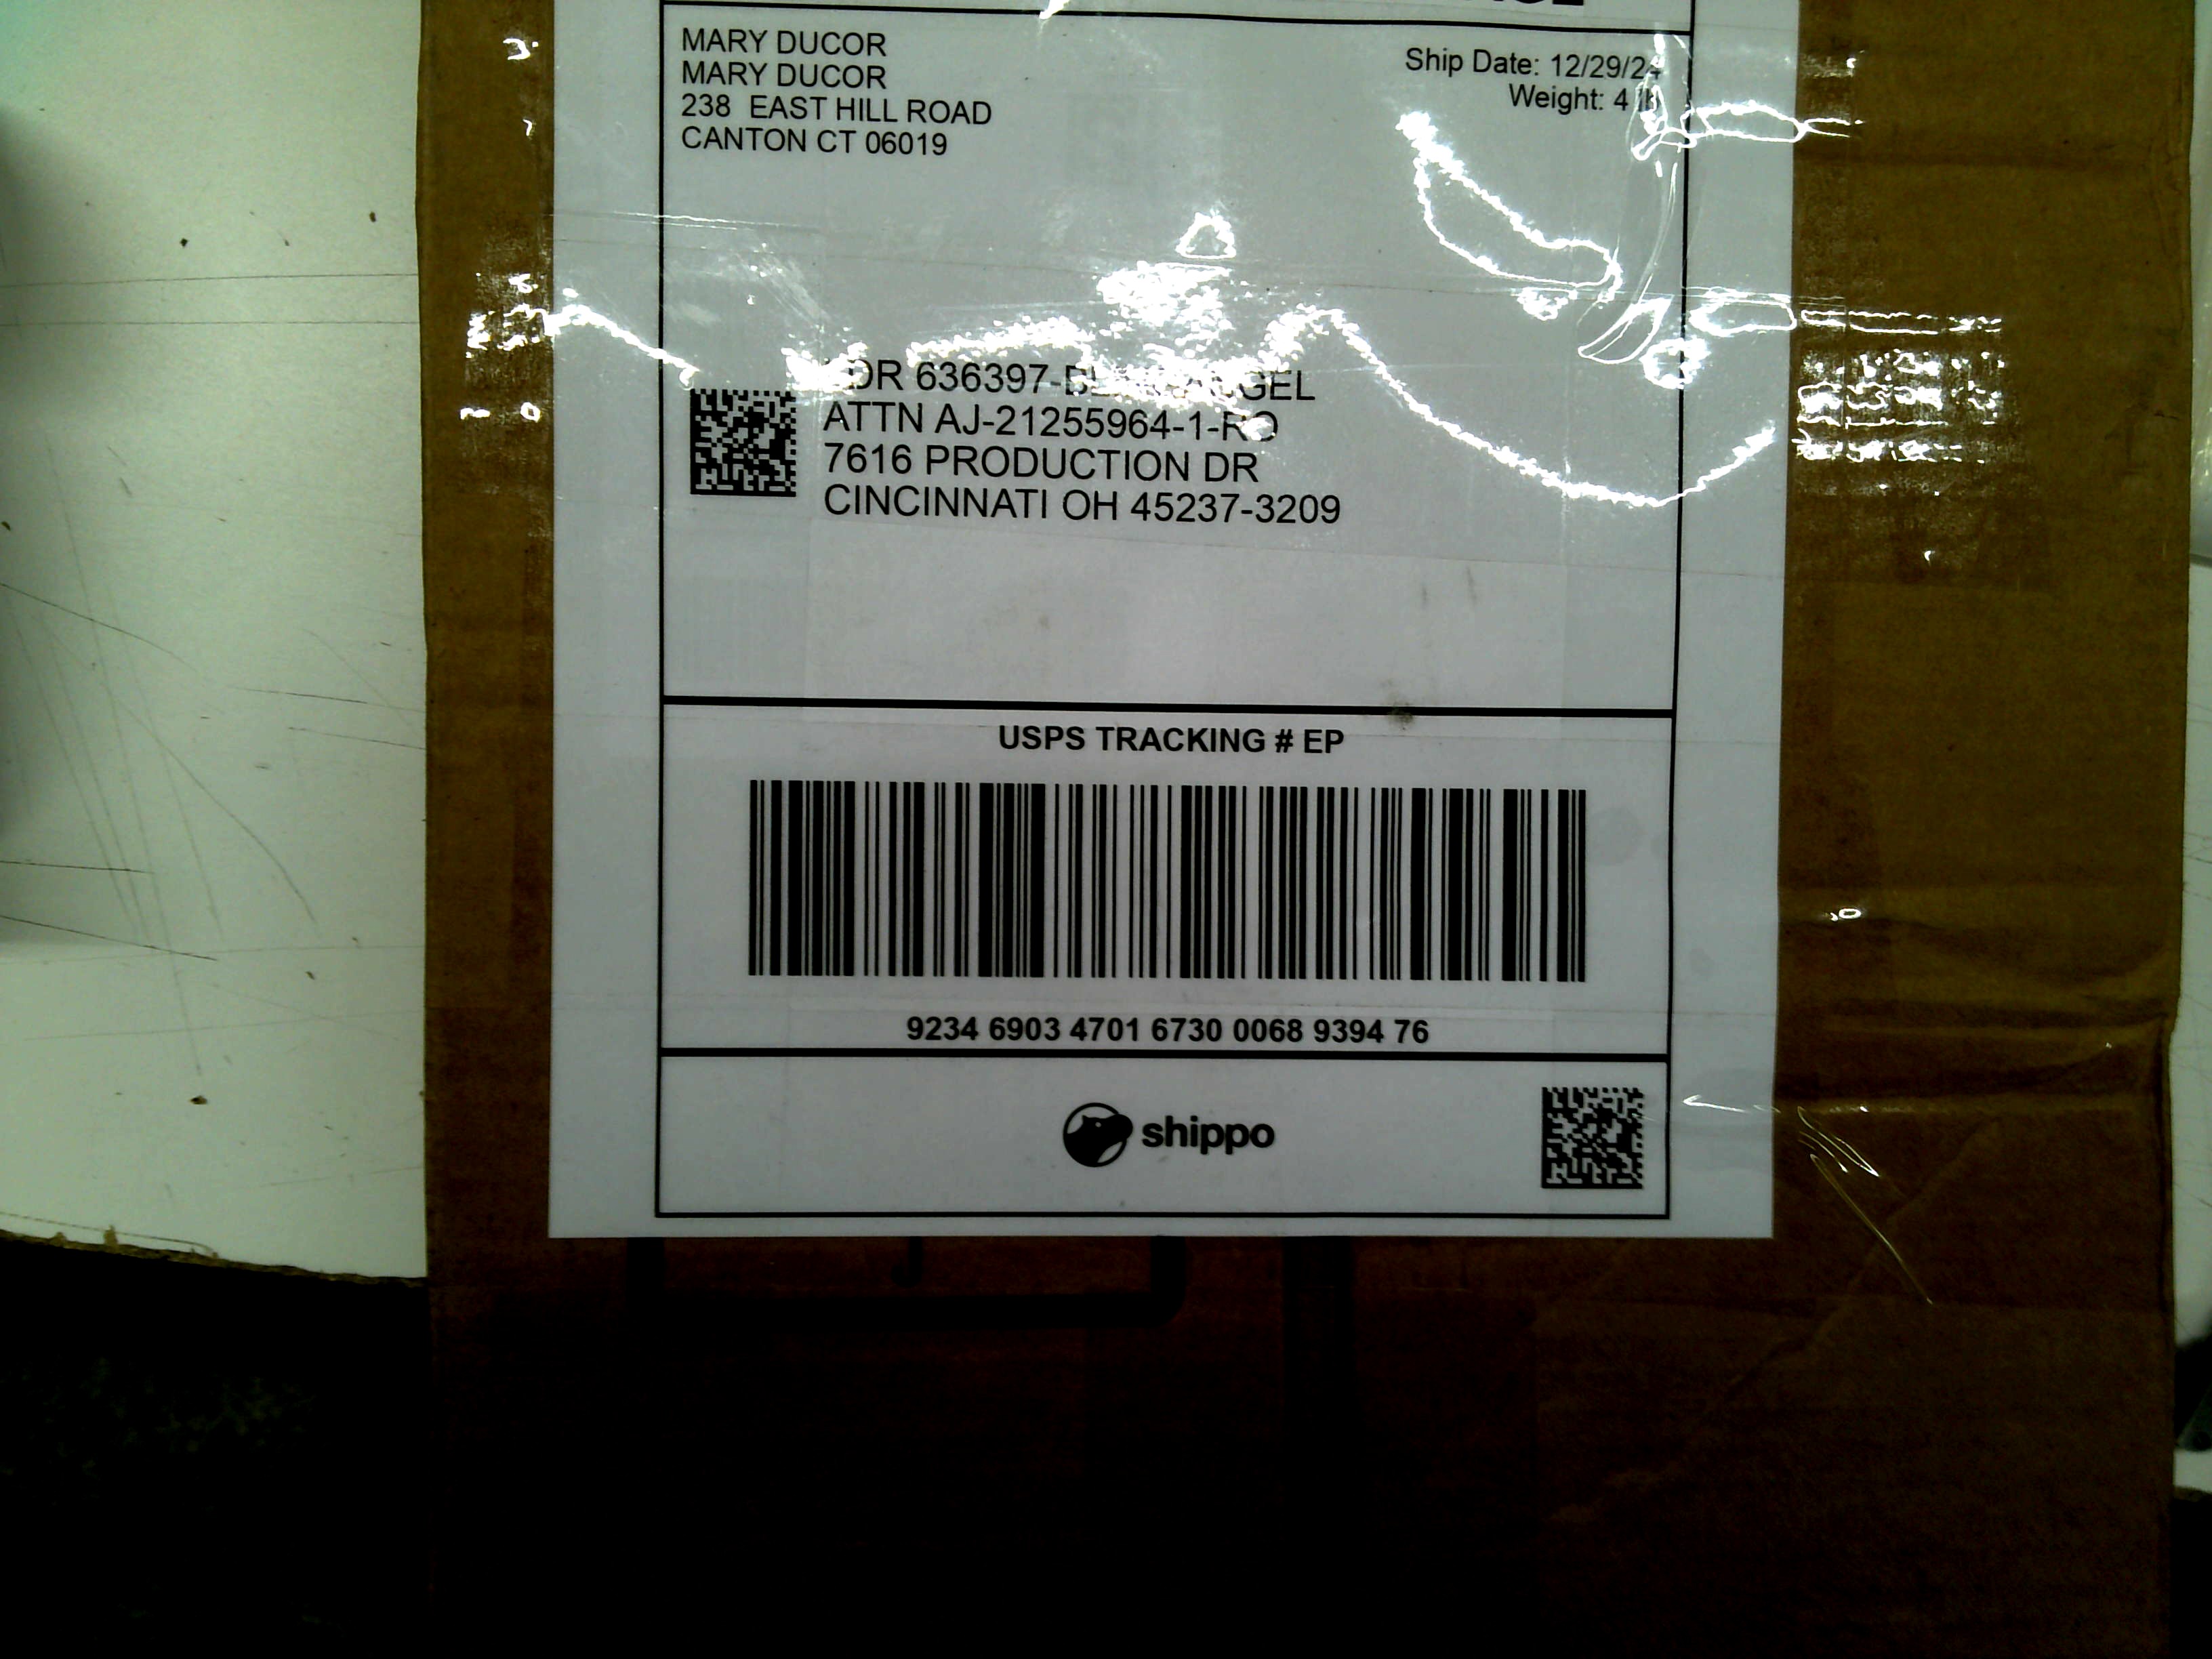 MARY DUCOR
MARY DUCOR
238 EAST HILL ROAD
CANTON CT 06019
Ship Date: 12/29/24
Weight: 4 lb
636397-
ATTN AJ-21255964-1-RO
7616 PRODUCTION DR
CINCINNATI OH 45237-3209
USPS TRACKING # EP
9234 6903 4701 6730 0068 9394 76
shippo